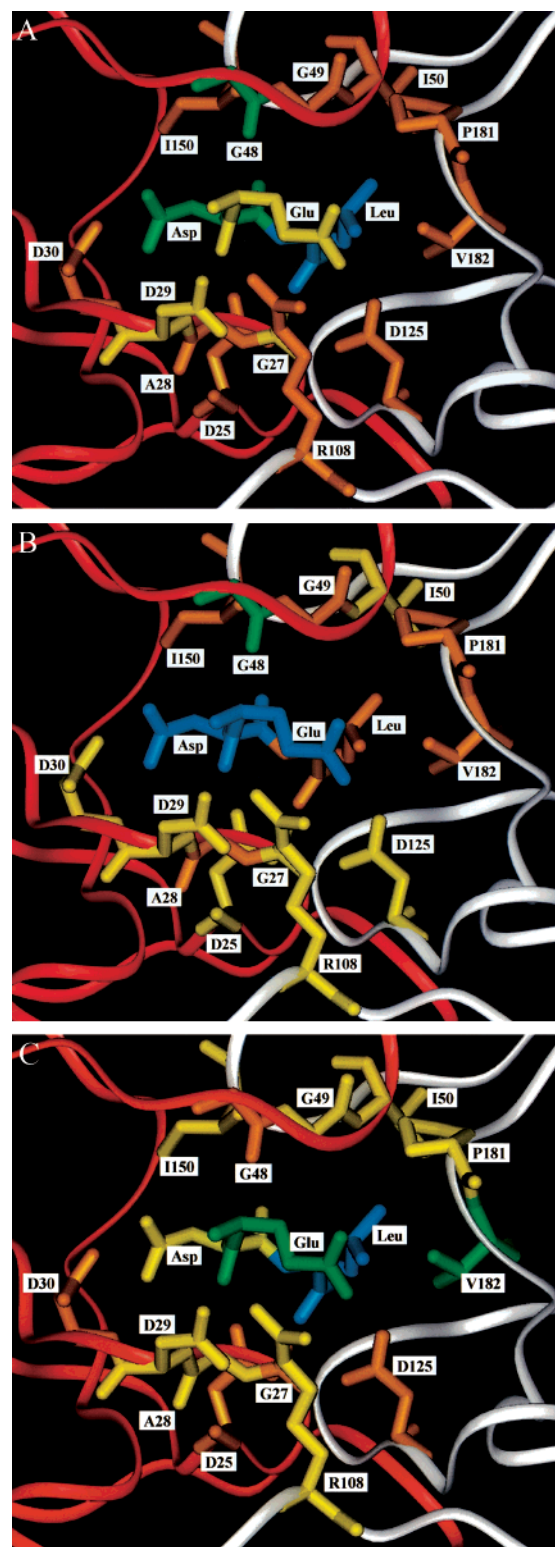 A
G49
I50
P181
I150
G48
Glu
Leu
Asp
D30
V182
D29
D125
G27
A28
D25
R108
B
G49
I50
P181
I150
G48
Glu
Leu
Asp
D30
V182
D29
D125
G27
A28
D25
R108
C
G49
I50
P181
I150
G48
Glu
Leu
Asp
D30
V182
D29
D125
G27
A28
D25
R108